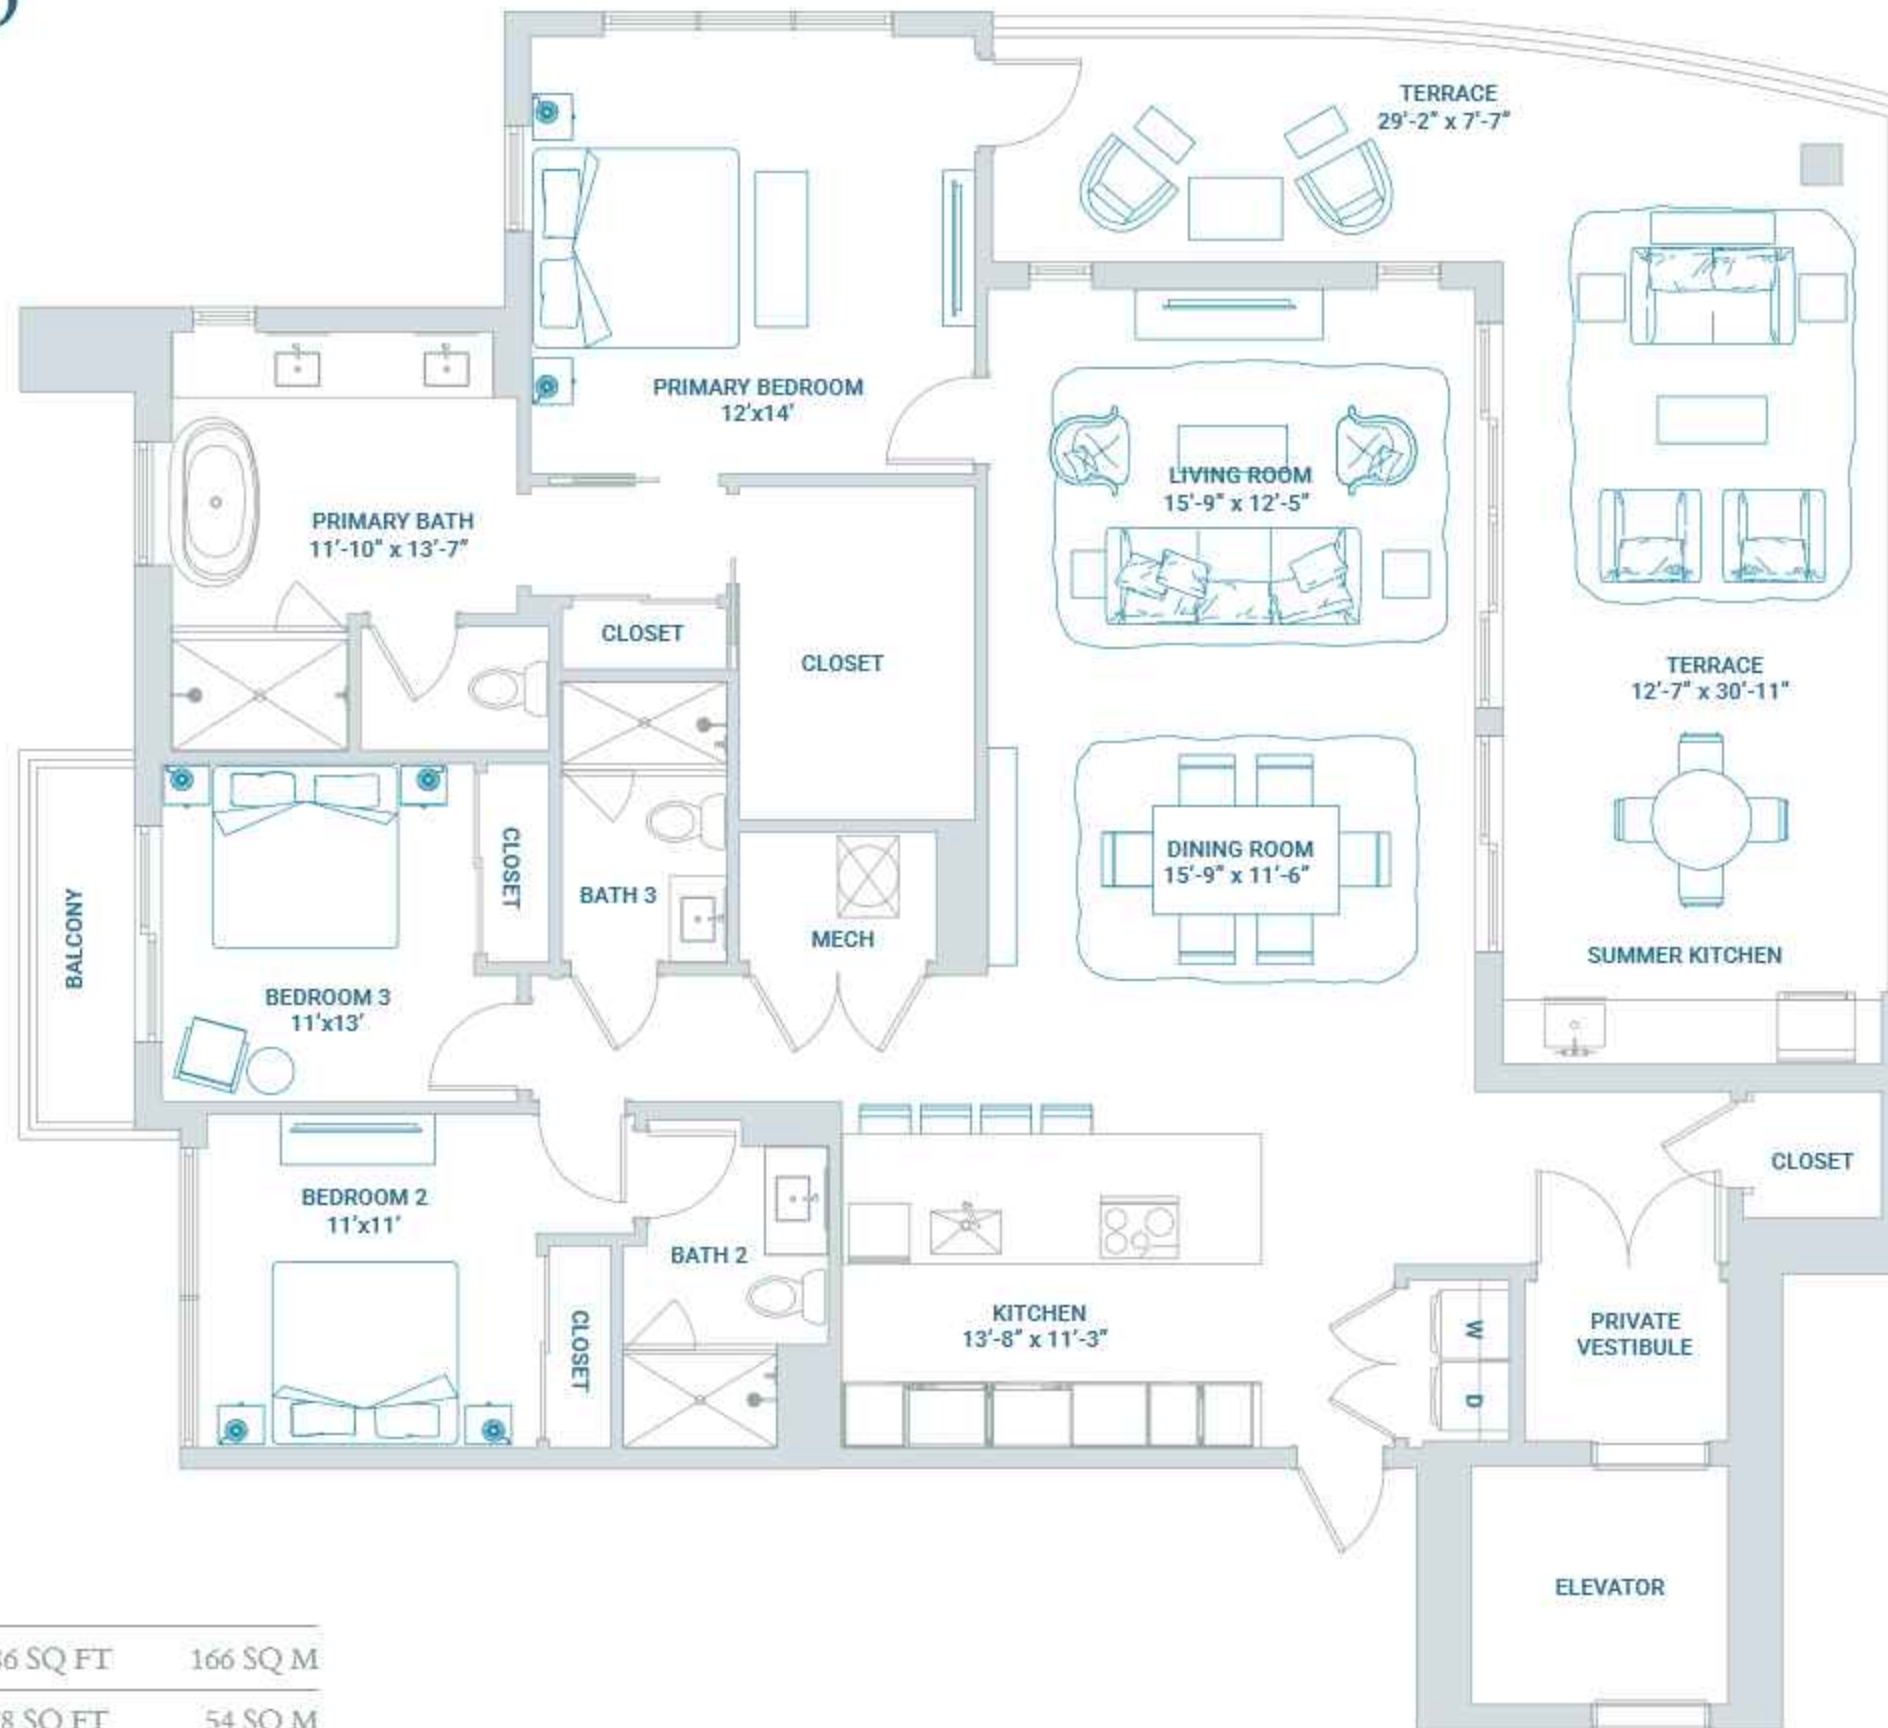 TERRACE
29'-2" x 7'-7"
PRIMARY BEDROOM
12'x14'
LIVING ROOM
15'-9" x 12'-5"
PRIMARY BATH
11'-10" x 13'-7"
CLOSET
CLOSET
TERRACE
12'-7" x 30'-11"
DINING ROOM
15'-9" x 11'-6"
CLOSET
BATH 3
MECH
BALCONY
SUMMER KITCHEN
BEDROOM 3
11'x13'
CLOSET
BEDROOM 2
11'x11'
BATH 2
KITCHEN
13'-8" x 11'-3"
CLOSET
W
D
PRIVATE
VESTIBULE
ELEVATOR
86 SQ FT 166 SQ M
8 SQ FT 54 SQ M